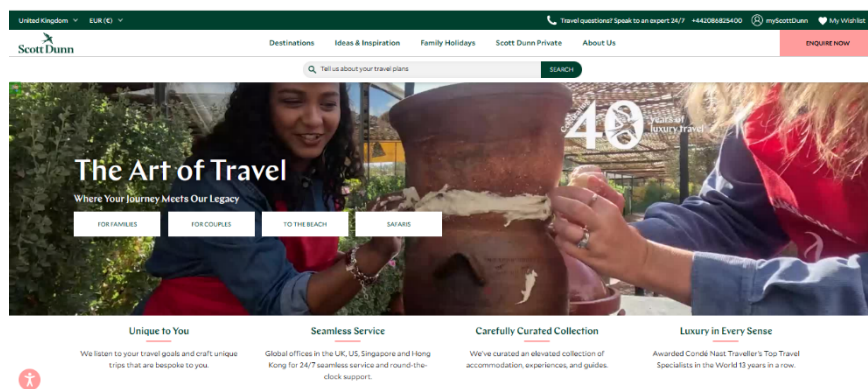 United Kingdom EUR (€) Travel questions? Speak to an expert 24/7 +442086825400 myScottDunn My Wishlist
Scott Dunn
Destinations Ideas & Inspiration Family Holidays Scott Dunn Private About Us ENQUIRE NOW
Tell us about your travel plans SEARCH
40 years of
luxury travel
The Art of Travel
Where Your Journey Meets Our Legacy
FOR FAMILIES FOR COUPLES TO THE BEACH SAFARIS
Unique to You
We listen to your travel goals and craft unique
trips that are bespoke to you.
Seamless Service
Global offices in the UK, US, Singapore and Hong
Kong for 24/7 seamless service and round-the-
clock support.
Carefully Curated Collection
We've curated an elevated collection of
accommodation, experiences, and guides.
Luxury in Every Sense
Awarded Condé Nast Traveller's Top Travel
Specialists in the World 13 years in a row.